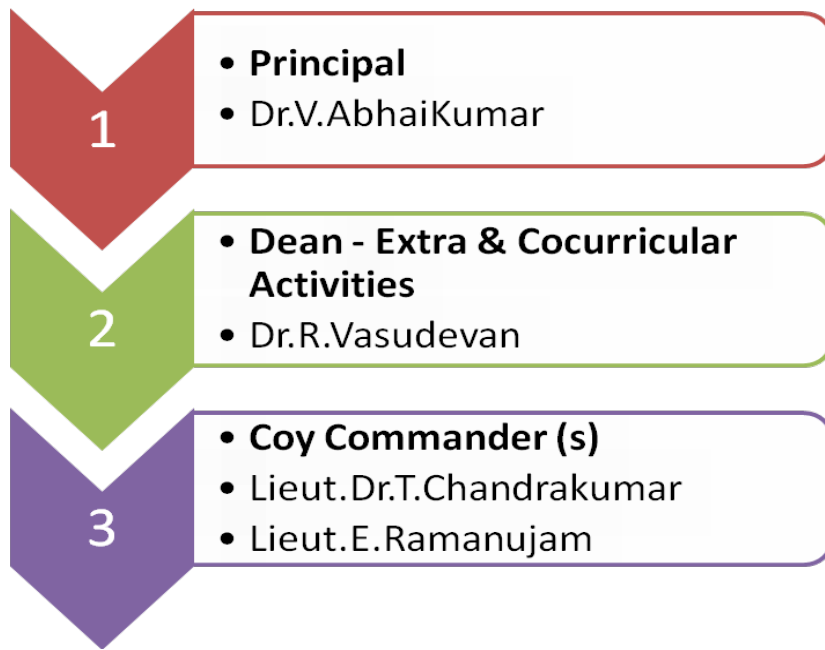 1
• Principal
• Dr.V.AbhaiKumar
2
• Dean - Extra & Cocurricular
Activities
• Dr.R.Vasudevan
3
• Coy Commander (s)
• Lieut.Dr.T.Chandrakumar
• Lieut.E.Ramanujam